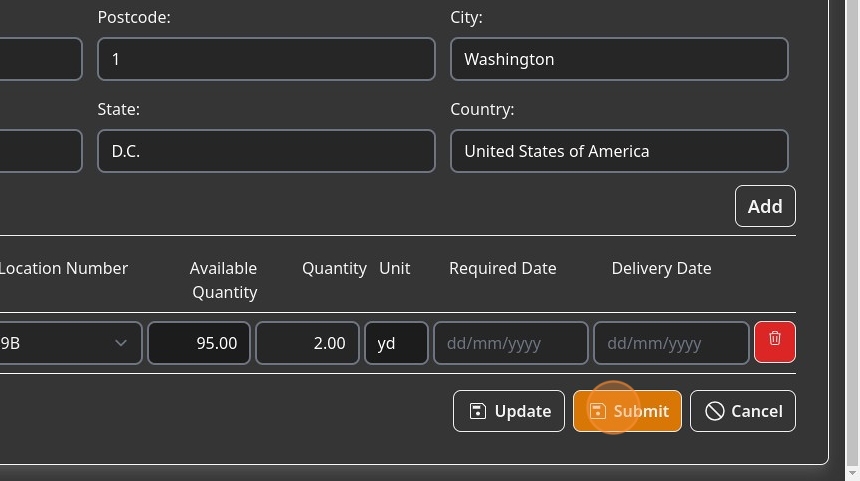 Postcode: City:
1 Washington
State: Country:
D.C. United States of America
Add
Location Number Available Quantity Quantity Unit Required Date Delivery Date
9B 95.00 2.00 yd dd/mm/yyyy dd/mm/yyyy
Update Submit Cancel